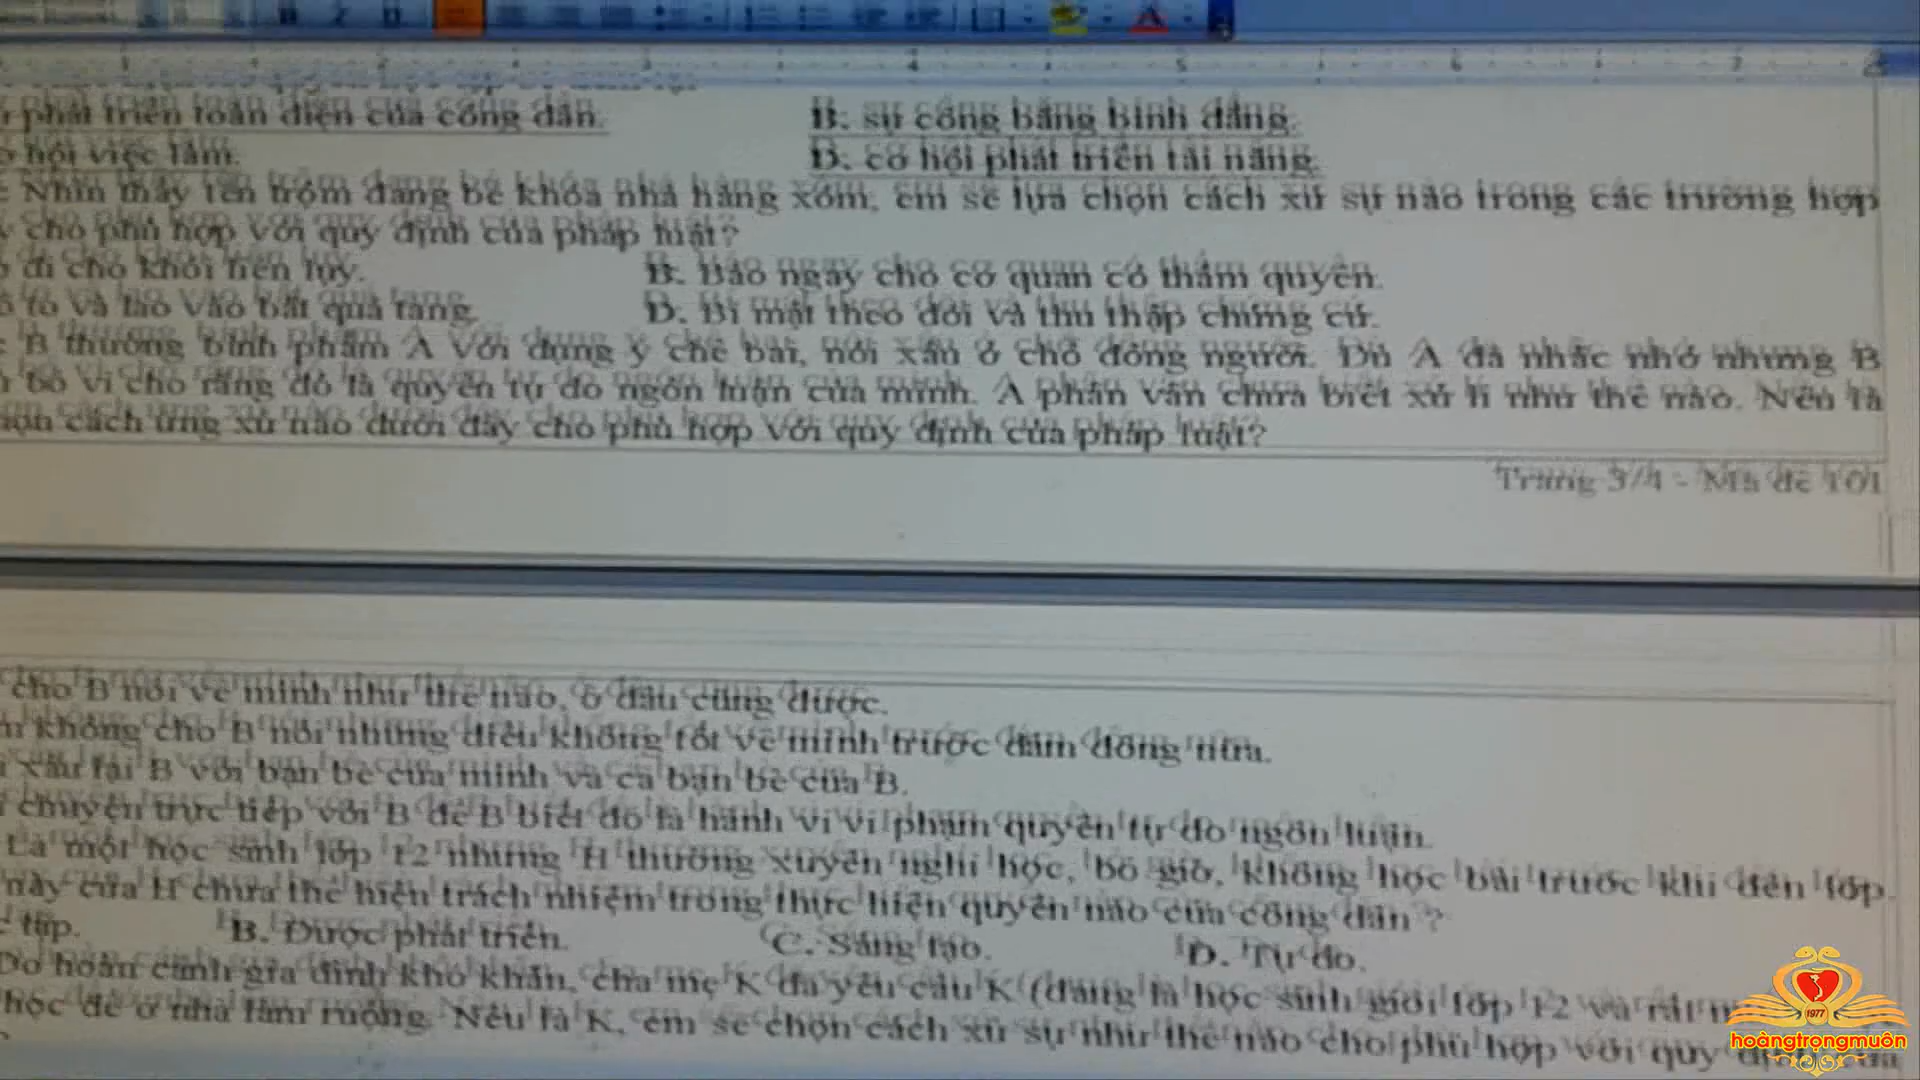 phát triển toàn diện của công dân. B. sự công bằng bình đẳng.
hội việc làm. D. cơ hội phát triển tài năng.
Nhìn thấy tên trộm đang bẻ khóa nhà hàng xóm, em sẽ lựa chọn cách xử sự nào trong các trường hợp
cho phù hợp với quy định của pháp luật?
đi cho khỏi liên lụy. B. Báo ngay cho cơ quan có thẩm quyền.
to và lao vào bắt quả tang. D. Bí mật theo dõi và thu thập chứng cứ.
B thường bình phẩm A với dụng ý chê bai, nói xấu ở chỗ đông người. Dù A đã nhắc nhở nhưng B
bỏ vì cho rằng đó là quyền tự do ngôn luận của mình. A phân vân chưa biết xử lí như thế nào. Nếu là
cách ứng xử nào dưới đây cho phù hợp với quy định của pháp luật?
Trang 3/4 - Mã đề 101
cho B nói về mình như thế nào, ở đâu cũng được.
không cho B nói những điều không tốt về mình trước đám đông nữa.
xấu lại B với bạn bè của mình và cả bạn bè của B.
chuyện trực tiếp với B để B biết đó là hành vi vi phạm quyền tự do ngôn luận.
Là một học sinh lớp 12 nhưng H thường xuyên nghỉ học, bỏ giờ, không học bài trước khi đến lớp.
này của H chưa thể hiện trách nhiệm trong thực hiện quyền nào của công dân ?
tập. B. Được phát triển. C. Sáng tạo. D. Tự do.
Do hoàn cảnh gia đình khó khăn, cha mẹ K đã yêu cầu K (đang là học sinh giỏi lớp 12 và rất
học để ở nhà làm ruộng. Nếu là K, em sẽ chọn cách xử sự như thế nào cho phù hợp với quy
1977
hoàngtrọngmuôn